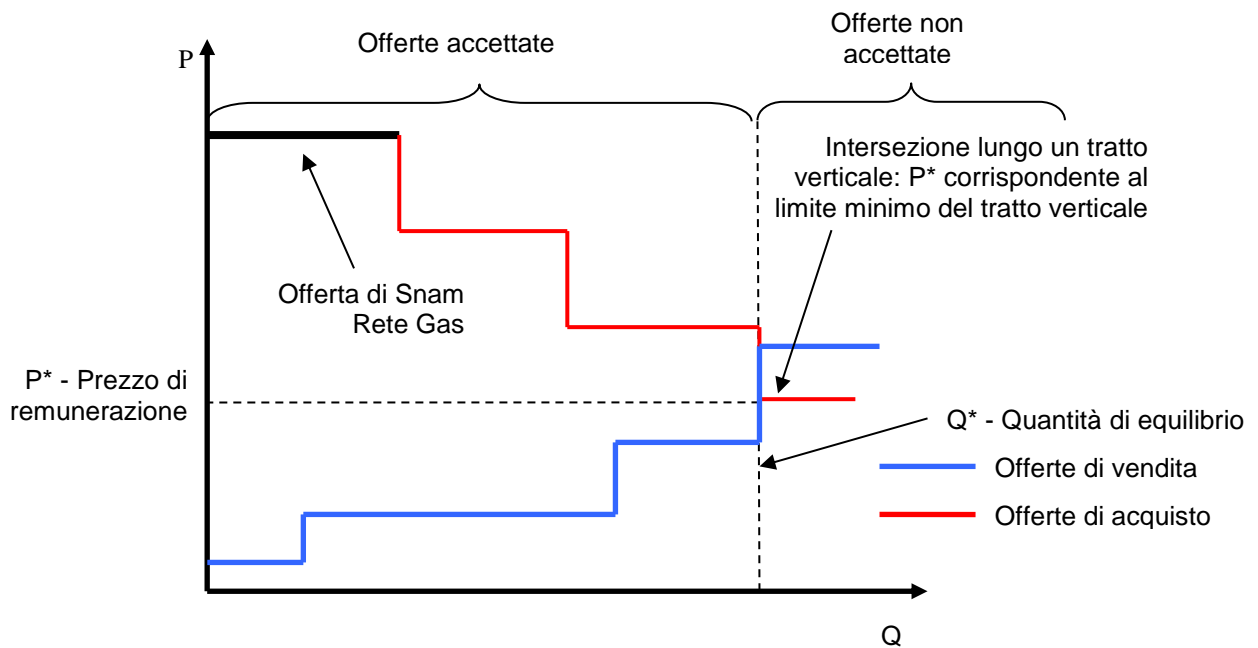 Offerte accettate
Offerte non
accettate
P
Intersezione lungo un tratto
verticale: P* corrispondente al
limite minimo del tratto verticale
Offerta di Snam
Rete Gas
P* - Prezzo di
remunerazione
Q* - Quantità di equilibrio
Offerte di vendita
Offerte di acquisto
Q